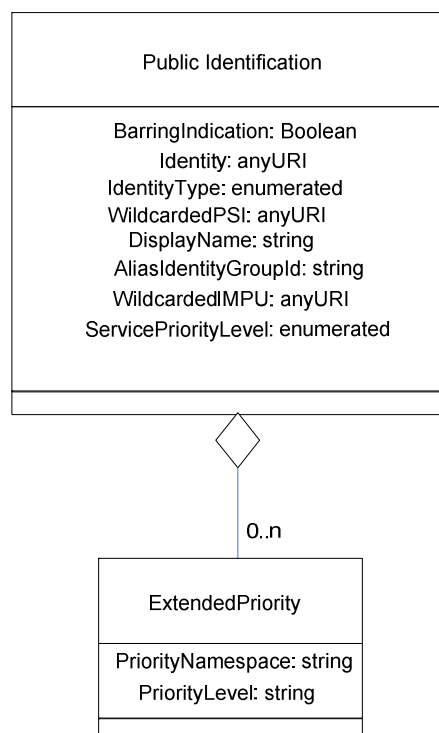 Public Identification
BarringIndication: Boolean
Identity: anyURI
IdentityType: enumerated
WildcardedPSI: anyURI
DisplayName: string
AliasIdentityGroupId: string
WildcardedIMPU: anyURI
ServicePriorityLevel: enumerated
0..n
ExtendedPriority
PriorityNamespace: string
PriorityLevel: string